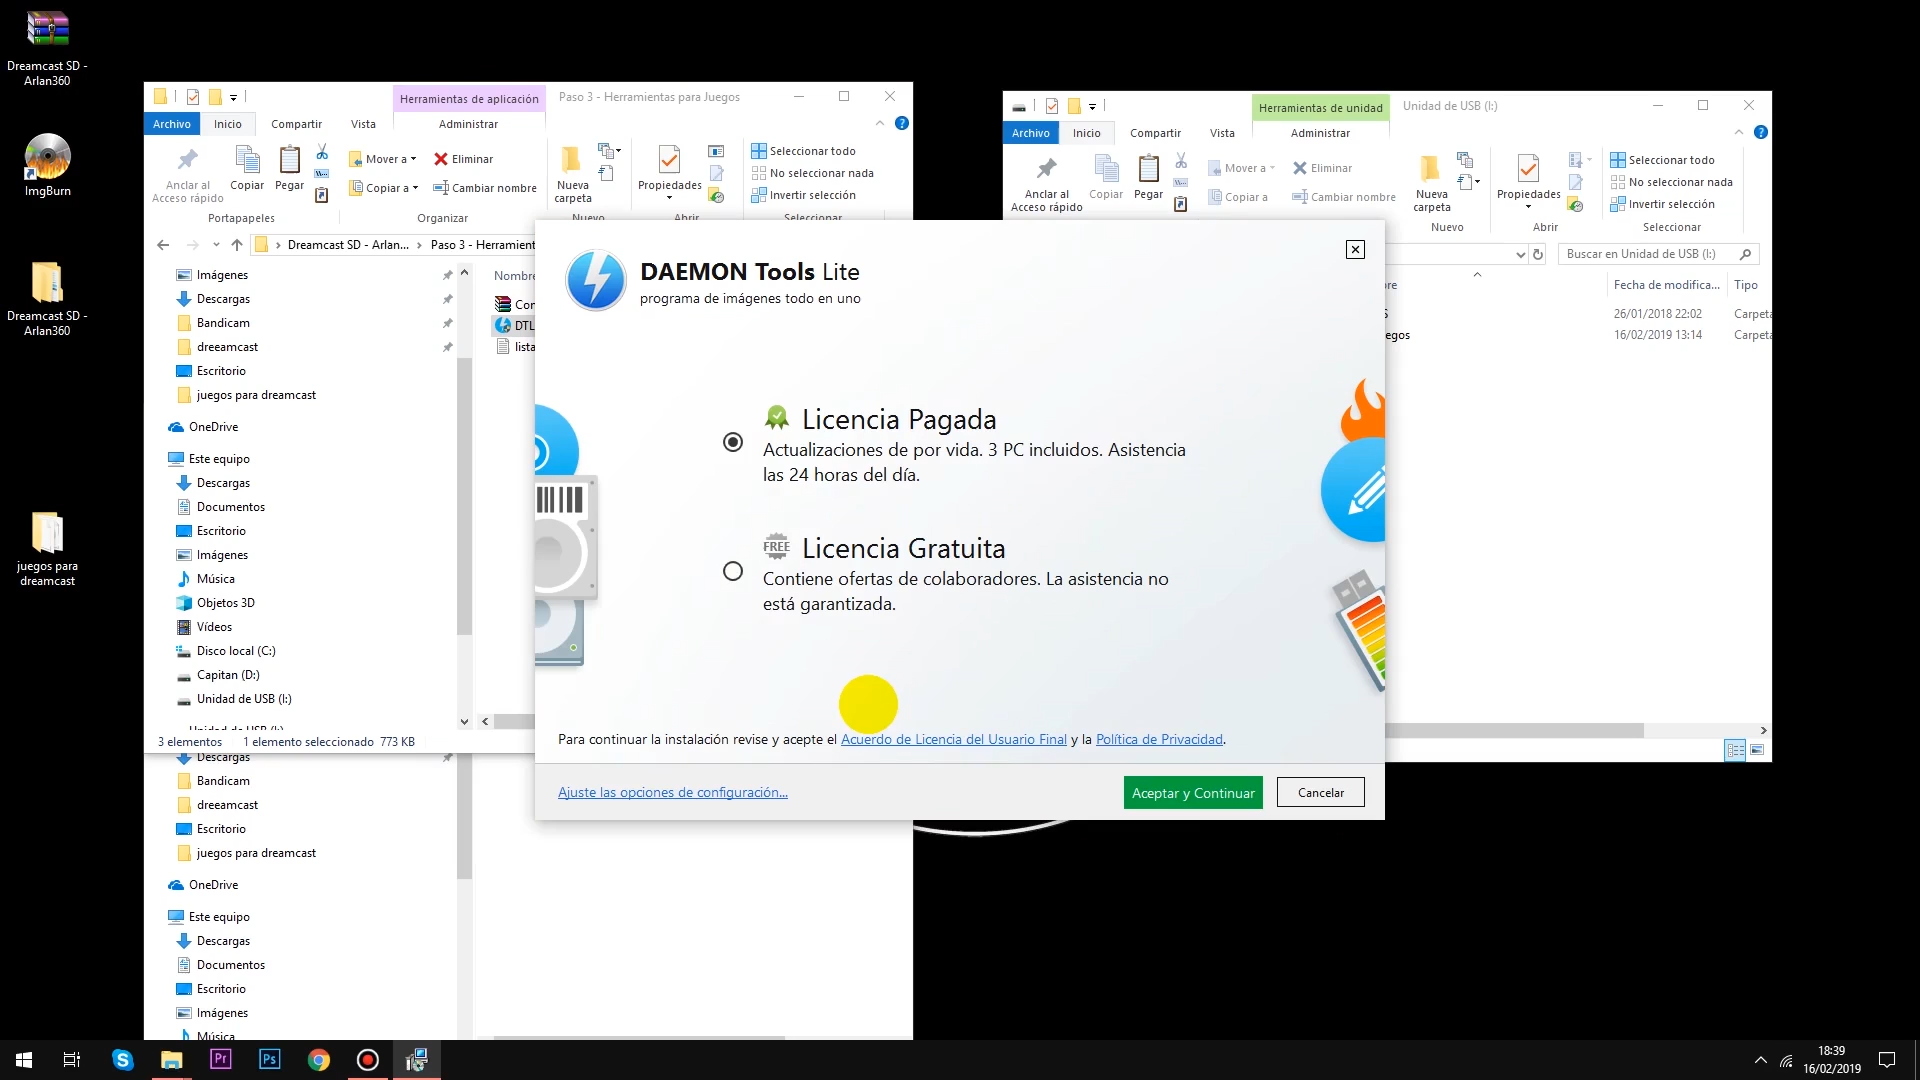 Dreamcast SD -
Arlan360
ImgBurn
Dreamcast SD -
Arlan360
juegos para
dreamcast
Herramientas de aplicación
Paso 3 - Herramientas para Juegos
Archivo
Inicio
Compartir
Vista
Administrar
Anclar al
Acceso rápido
Copiar
Pegar
Mover a
Copiar a
Eliminar
Cambiar nombre
Nueva
carpeta
Propiedades
Seleccionar todo
No seleccionar nada
Invertir selección
Portapapeles
Organizar
Nuevo
Abrir
Seleccionar
Dreamcast SD - Arlan...
Paso 3 - Herramient
Imágenes
Descargas
Bandicam
dreeamcast
Escritorio
juegos para dreamcast
OneDrive
Este equipo
Descargas
Documentos
Escritorio
Imágenes
Música
Objetos 3D
Vídeos
Disco local (C:)
Capitan (D:)
Unidad de USB (I:)
Unidad de USB (I:)
Nombre
Con
DTL
lista
3 elementos
1 elemento seleccionado 773 KB
Descargas
Bandicam
dreeamcast
Escritorio
juegos para dreamcast
OneDrive
Este equipo
Descargas
Documentos
Escritorio
Imágenes
Música
Herramientas de unidad
Unidad de USB (I:)
Archivo
Inicio
Compartir
Vista
Administrar
Anclar al
Acceso rápido
Copiar
Pegar
Mover a
Copiar a
Eliminar
Cambiar nombre
Nueva
carpeta
Propiedades
Seleccionar todo
No seleccionar nada
Invertir selección
Nuevo
Abrir
Seleccionar
Buscar en Unidad de USB (I:)
bre
Fecha de modifica...
Tipo
S
26/01/2018 22:02
Carpeta
egos
16/02/2019 13:14
Carpeta
DAEMON Tools Lite
programa de imágenes todo en uno
Licencia Pagada
Actualizaciones de por vida. 3 PC incluidos. Asistencia
las 24 horas del día.
FREE
Licencia Gratuita
Contiene ofertas de colaboradores. La asistencia no
está garantizada.
Para continuar la instalación revise y acepte el Acuerdo de Licencia del Usuario Final y la Política de Privacidad.
Ajuste las opciones de configuración...
Aceptar y Continuar
Cancelar
Pr
Ps
18:39
16/02/2019